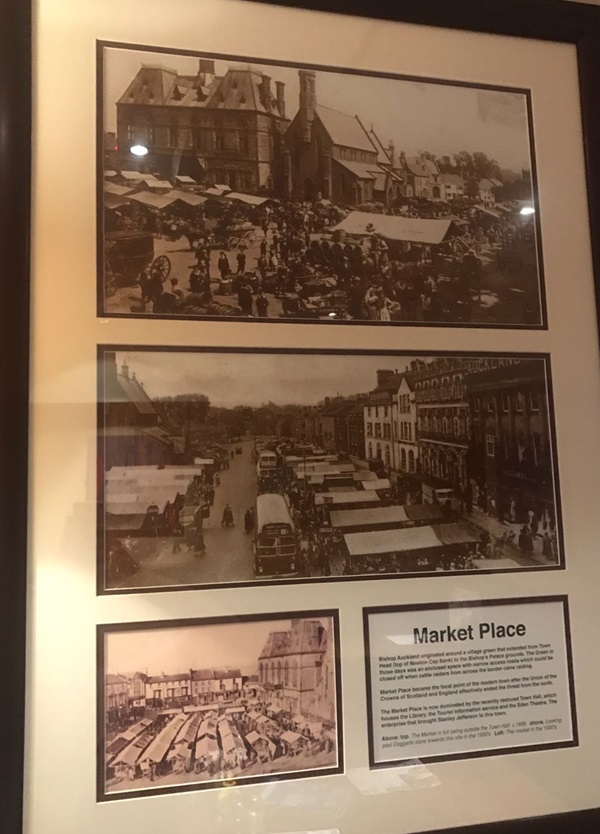 AUCKLAND
Market Place
Bishop Auckland originated around a village green that extended from Town
Head (top of Newton Cap Bank) to the Bishop's Palace grounds. The Green in
those days was an enclosed space with narrow access roads which could be
closed off when cattle raiders from across the border came raiding.
Market Place became the focal point of the modern town after the Union of the
Crowns of Scotland and England effectively ended the threat from the north.
The Market Place is now dominated by the recently restored Town Hall, which
houses the Library, the Tourist information service and the Eden Theatre. The
enterprise that brought Stanley Jefferson to this town.
Above: top, The Market in full swing outside the Town Hall c. above, Looking
past Doggarts store towards this site in the 1950's Left: The market in the